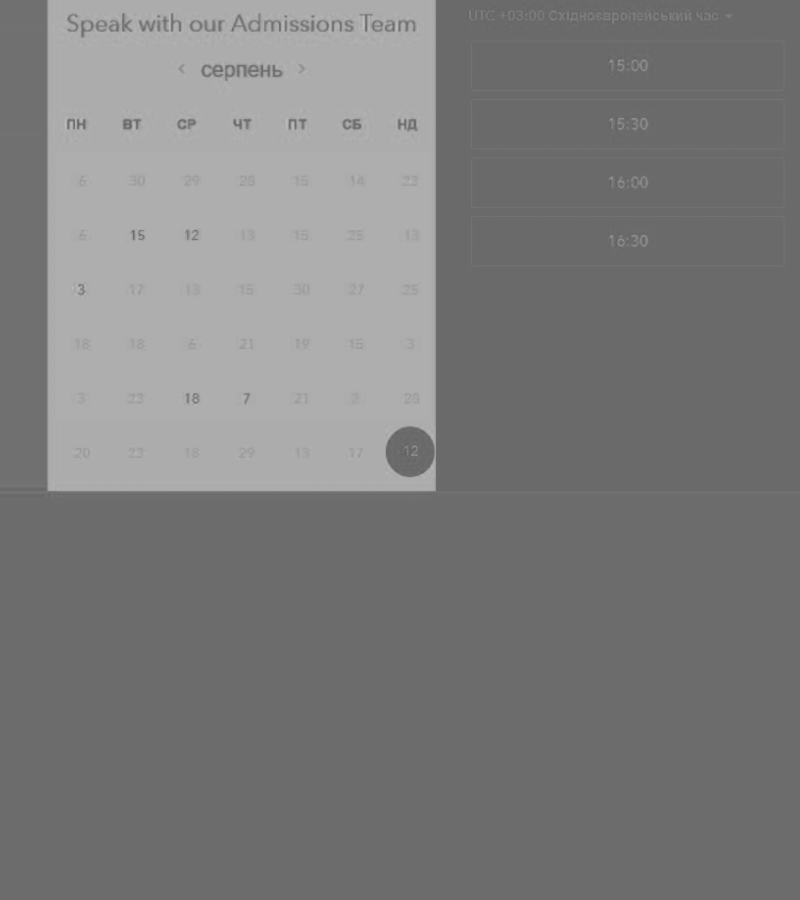 Speak with our Admissions Team
< серпень >
ПН ВТ СР ЧТ ПТ СБ НД
6 30 29 28 15 14 23
6 15 12 13 15 25 13
3 17 13 15 30 27 25
18 18 6 21 19 15 3
3 23 18 7 21 3 28
20 23 18 29 13 17 12
UTC +03:00 Східноєвропейський час
15:00
15:30
16:00
16:30